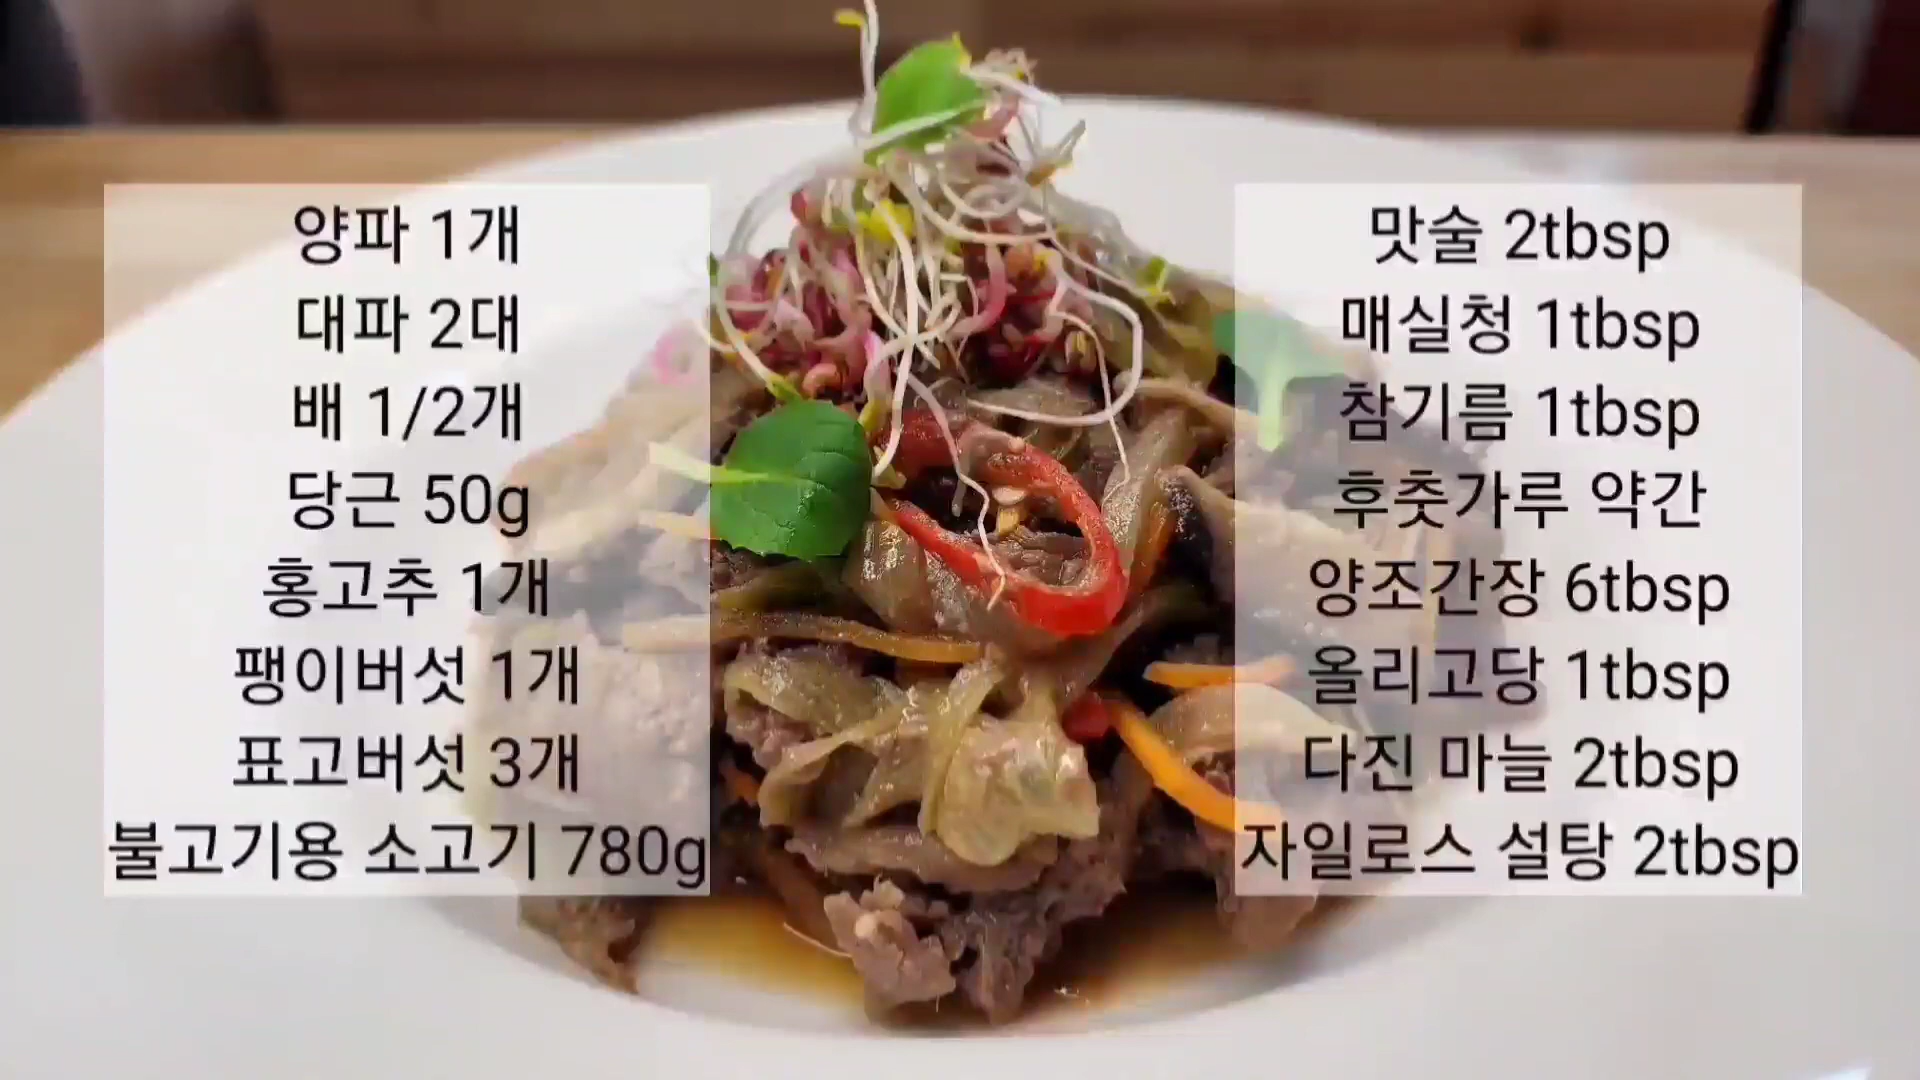 양파 1개
대파 2대
배 1/2개
당근 50g
홍고추 1개
팽이버섯 1개
표고버섯 3개
불고기용 소고기 780g
맛술 2tbsp
매실청 1tbsp
참기름 1tbsp
후춧가루 약간
양조간장 6tbsp
올리고당 1tbsp
다진 마늘 2tbsp
자일로스 설탕 2tbsp